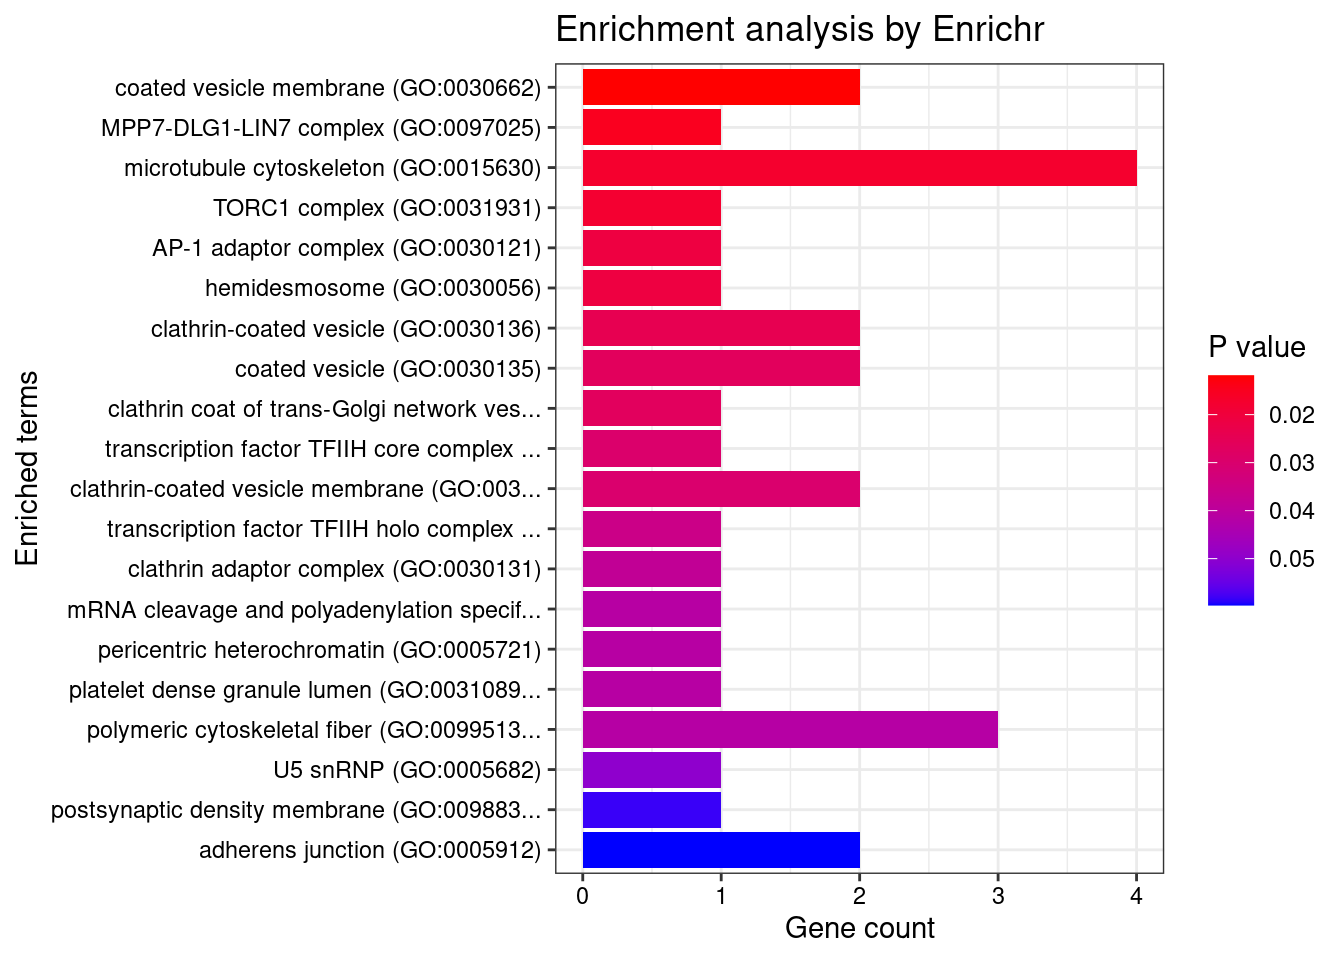 Enrichment analysis by Enrichr
Enriched terms
coated vesicle membrane (GO:0030662)
MPP7-DLG1-LIN7 complex (GO:0097025)
microtubule cytoskeleton (GO:0015630)
TORC1 complex (GO:0031931)
AP-1 adaptor complex (GO:0030121)
hemidesmosome (GO:0030056)
clathrin-coated vesicle (GO:0030136)
coated vesicle (GO:0030135)
clathrin coat of trans-Golgi network ves...
transcription factor TFIIH core complex ...
clathrin-coated vesicle membrane (GO:003...
transcription factor TFIIH holo complex ...
clathrin adaptor complex (GO:0030131)
mRNA cleavage and polyadenylation specif...
pericentric heterochromatin (GO:0005721)
platelet dense granule lumen (GO:0031089...
polymeric cytoskeletal fiber (GO:0099513...
U5 snRNP (GO:0005682)
postsynaptic density membrane (GO:009883...
adherens junction (GO:0005912)
0 1 2 3 4
Gene count
P value
0.02
0.03
0.04
0.05